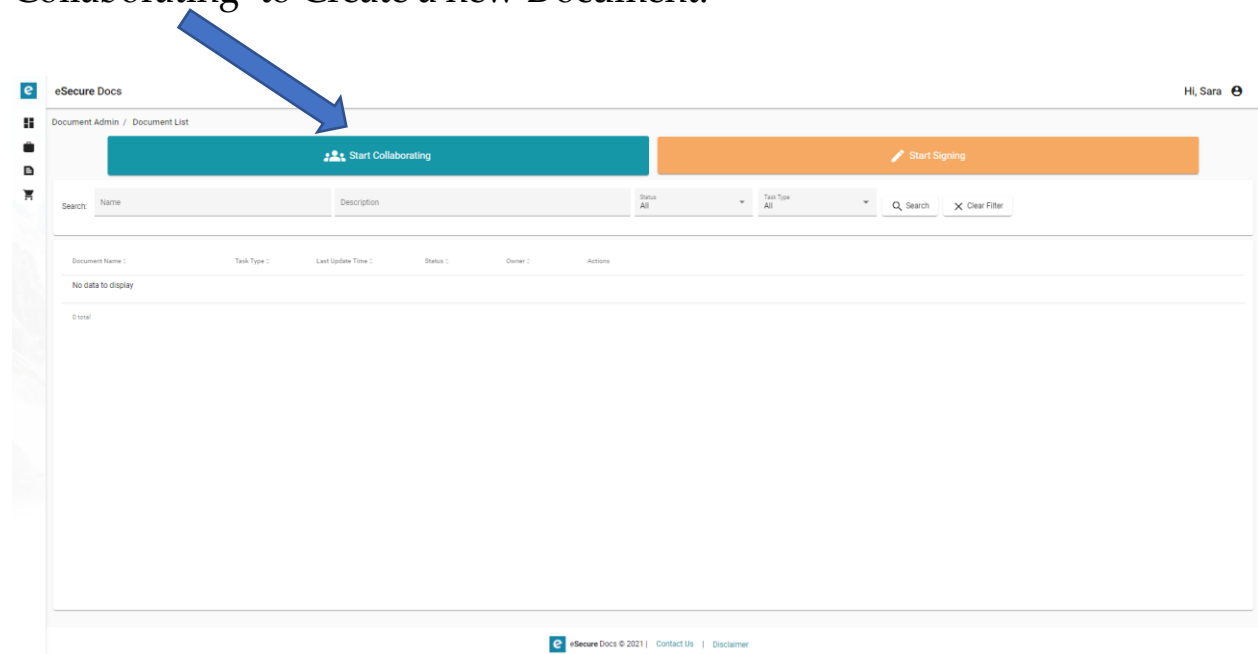 Collaborating" to Create a new Document.
eSecure Docs
Hi, Sara
Document Admin / Document List
Start Collaborating
Start Signing
Search: Name Description Status All Task Type All Search Clear Filter
Document Name Task Type Last Update Time Status Owner Actions
No data to display
0 total
eSecure Docs © 2021 | Contact Us | Disclaimer